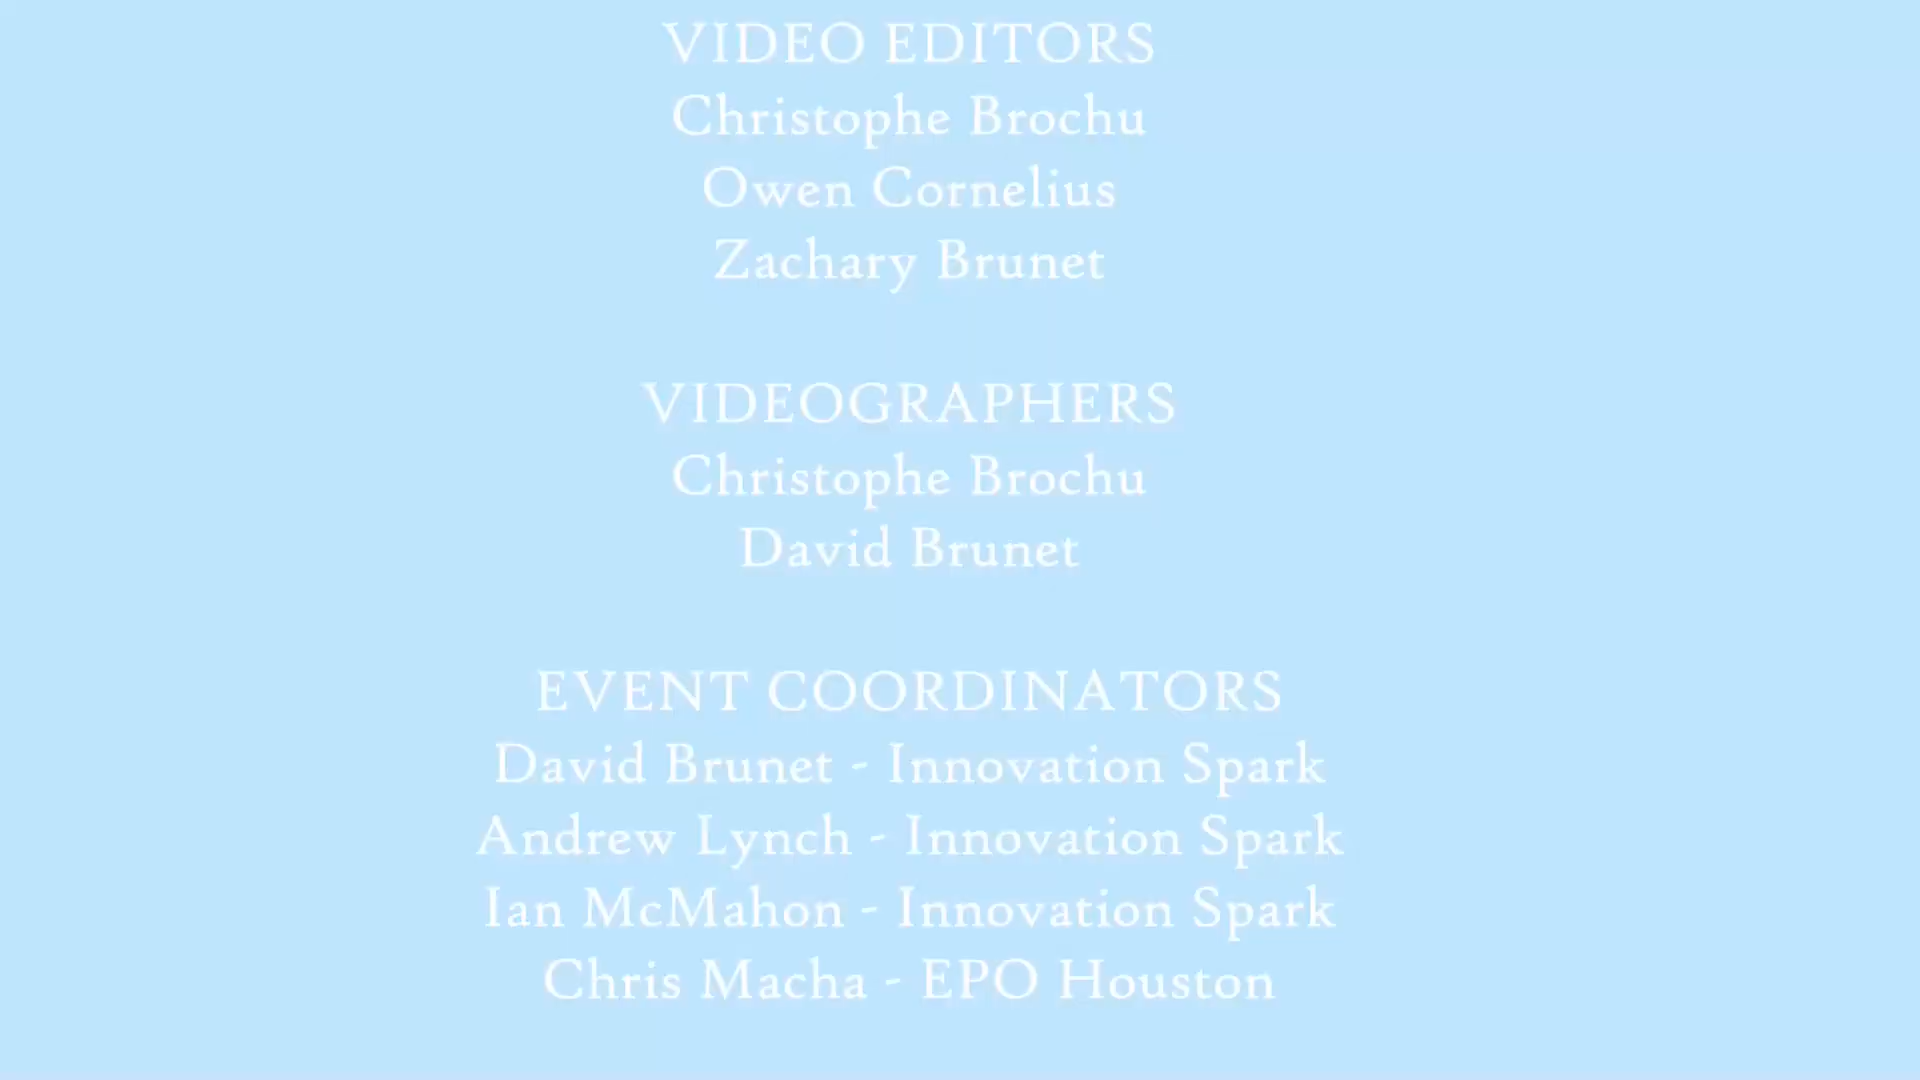 VIDEO EDITORS
Christophe Brochu
Owen Cornelius
Zachary Brunet
VIDEOGRAPHERS
Christophe Brochu
David Brunet
EVENT COORDINATORS
David Brunet - Innovation Spark
Andrew Lynch - Innovation Spark
Ian McMahon - Innovation Spark
Chris Macha - EPO Houston